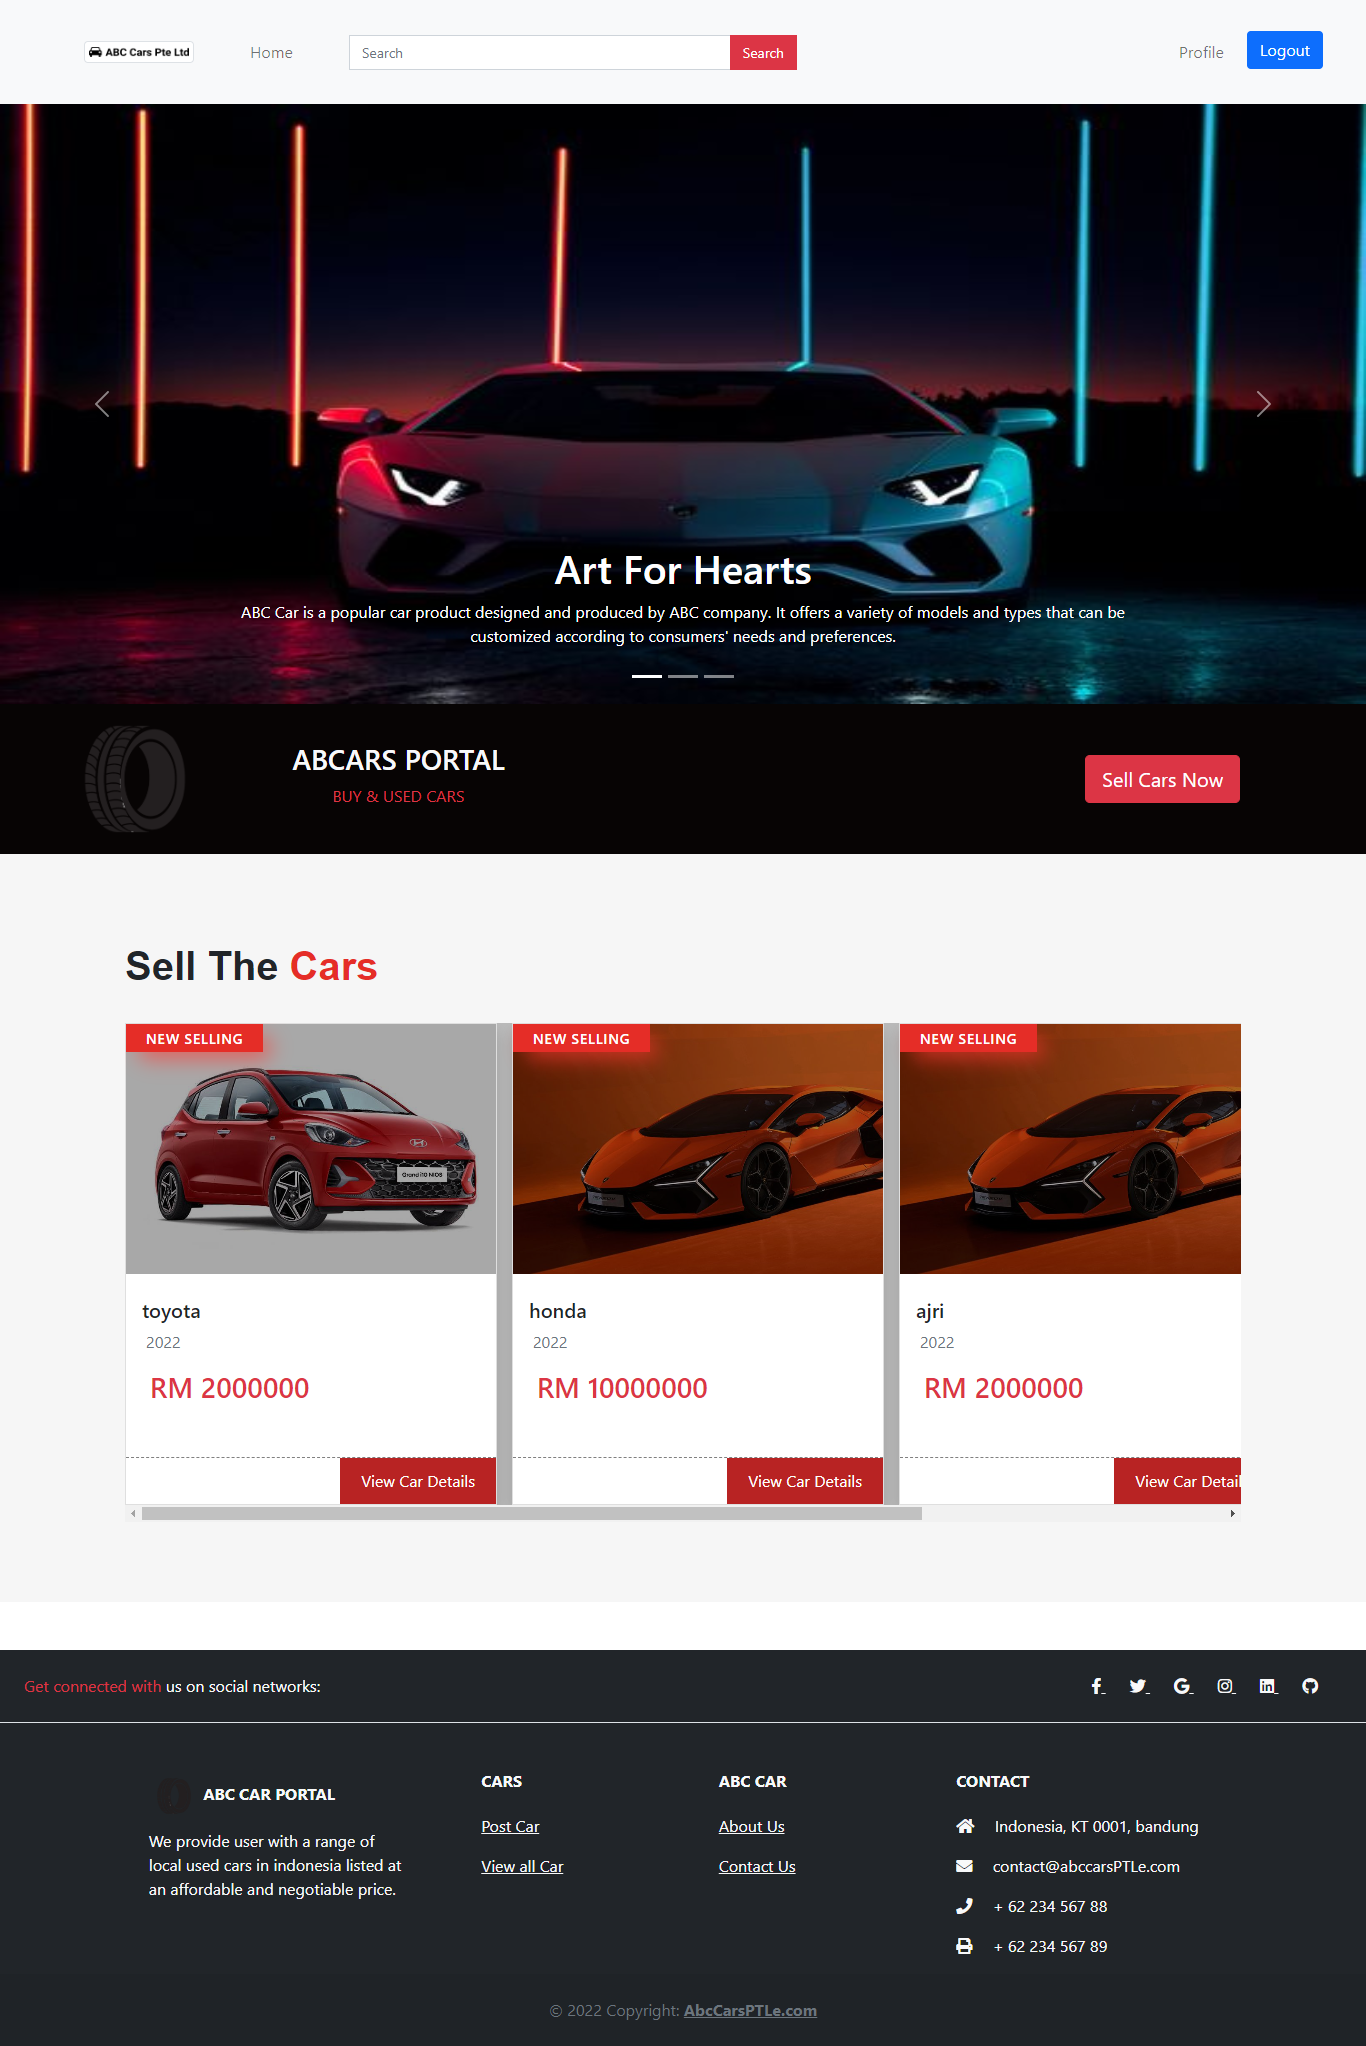 ABC Cars Pte Ltd
Home
Search
Search
Profile
Logout
Art For Hearts
ABC Car is a popular car product designed and produced by ABC company. It offers a variety of models and types that can be
customized according to consumers' needs and preferences.
ABCARS PORTAL
BUY & USED CARS
Sell Cars Now
Sell The Cars
NEW SELLING
Grand i10 NIOS
toyota
2022
RM 2000000
View Car Details
NEW SELLING
honda
2022
RM 10000000
View Car Details
NEW SELLING
ajri
2022
RM 2000000
View Car Detail
Get connected with us on social networks:
ABC CAR PORTAL
We provide user with a range of
local used cars in indonesia listed at
an affordable and negotiable price.
CARS
Post Car
View all Car
ABC CAR
About Us
Contact Us
CONTACT
Indonesia, KT 0001, bandung
contact@abccarsPTLe.com
+ 62 234 567 88
+ 62 234 567 89
© 2022 Copyright: AbcCarsPTLe.com